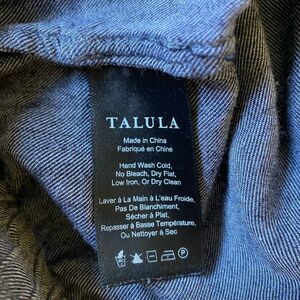 TALULA
Made in China
Fabriqué en Chine
Hand Wash Cold,
No Bleach, Dry Flat,
Low Iron, Or Dry Clean
Laver à La Main à L'eau Froide,
Pas De Blanchiment,
Sécher à Plat,
Repasser à Basse Température,
Ou Nettoyer à Sec
P